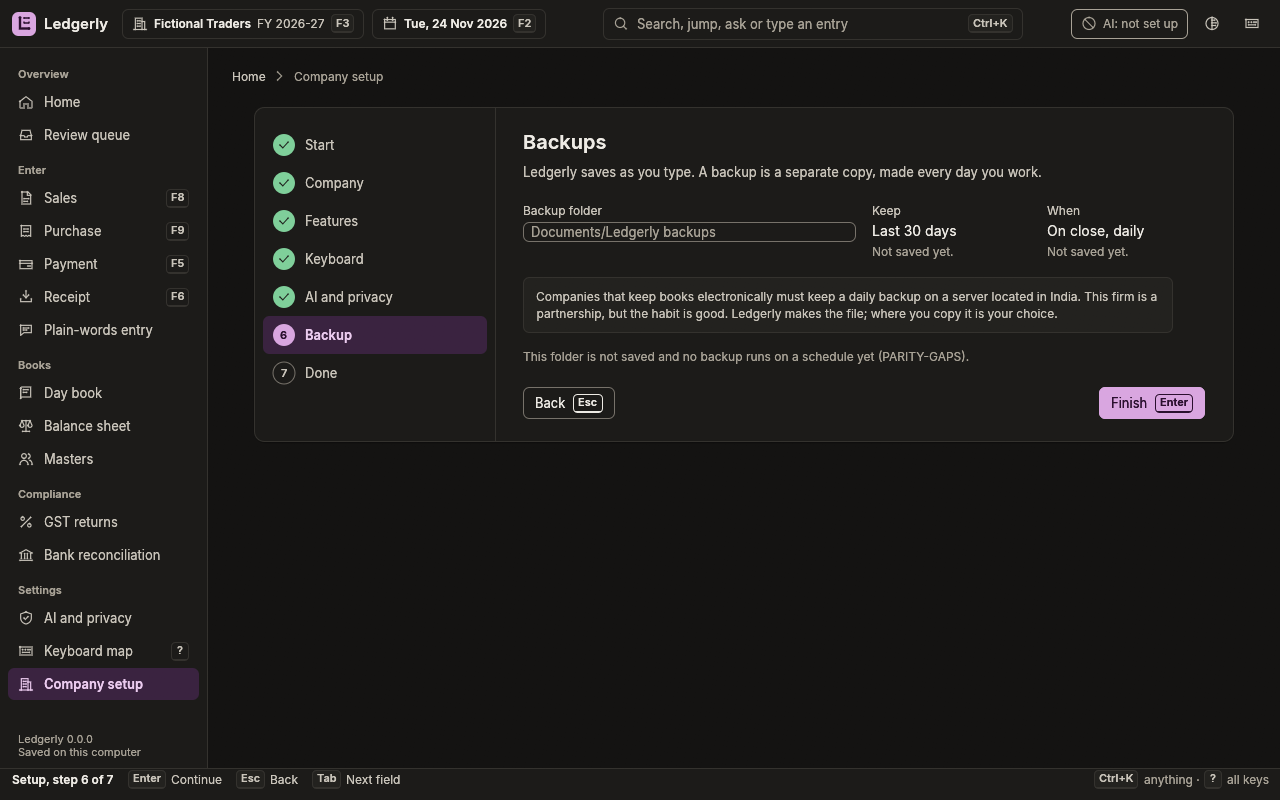 Ledgerly
Fictional Traders FY 2026-27 F3
Tue, 24 Nov 2026 F2
Search, jump, ask or type an entry Ctrl+K
AI: not set up
Overview
Home
Review queue
Enter
Sales F8
Purchase F9
Payment F5
Receipt F6
Plain-words entry
Books
Day book
Balance sheet
Masters
Compliance
GST returns
Bank reconciliation
Settings
AI and privacy
Keyboard map ?
Company setup
Ledgerly 0.0.0
Saved on this computer
Home Company setup
Start
Company
Features
Keyboard
AI and privacy
6 Backup
7 Done
Backups
Ledgerly saves as you type. A backup is a separate copy, made every day you work.
Backup folder
Documents/Ledgerly backups
Keep
Last 30 days
Not saved yet.
When
On close, daily
Not saved yet.
Companies that keep books electronically must keep a daily backup on a server located in India. This firm is a
partnership, but the habit is good. Ledgerly makes the file; where you copy it is your choice.
This folder is not saved and no backup runs on a schedule yet (PARITY-GAPS).
Back Esc
Finish Enter
Setup, step 6 of 7 Enter Continue Esc Back Tab Next field
Ctrl+K anything · ? all keys